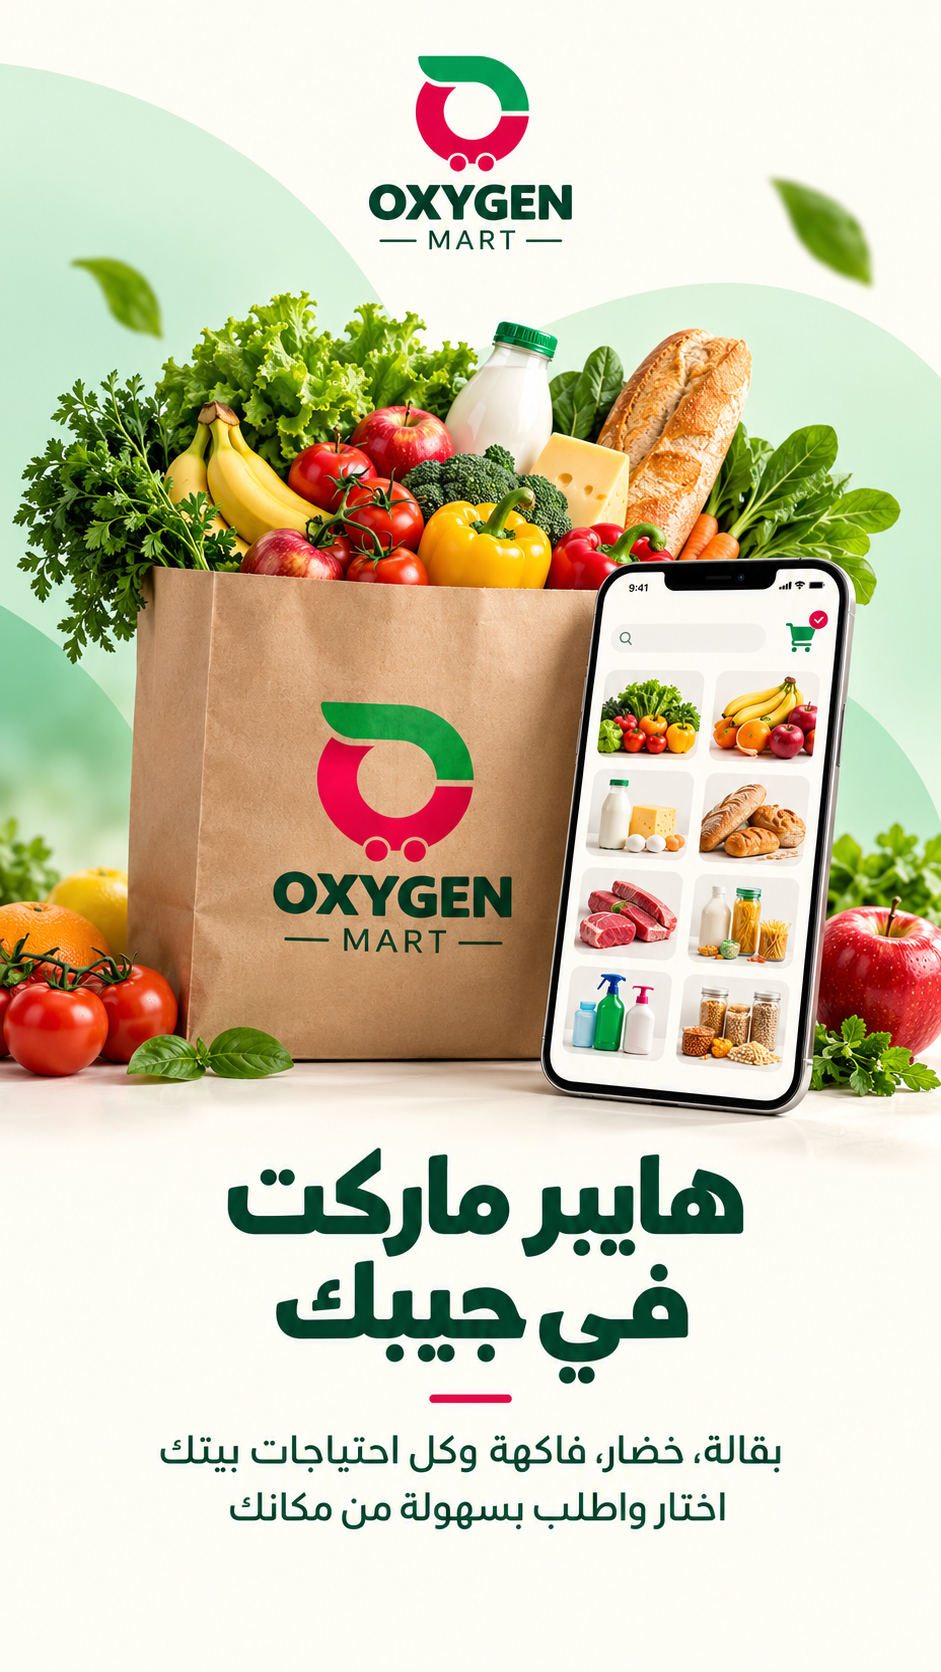 OXYGEN
MART
9:41
OXYGEN
MART
هايبر ماركت
في جيبك
بقالة، خضار، فاكهة وكل احتياجات بيتك
اختار واطلب بسهولة من مكانك